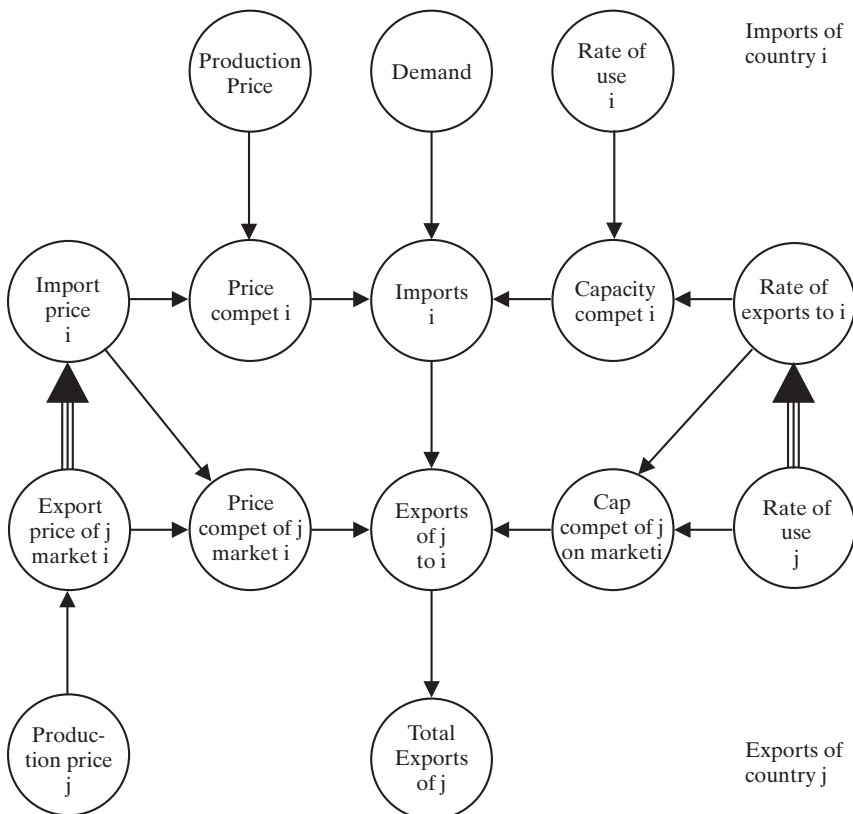 Production
Price
Demand
Rate of
use
i
Imports of
country i
Import
price
i
Price
compet i
Imports
i
Capacity
compet i
Rate of
exports to i
Export
price of j
market i
Price
compet of j
market i
Exports
of j
to i
Cap
compet of j
on marketi
Rate of
use
j
Produc-
tion price
j
Total
Exports
of j
Exports of
country j